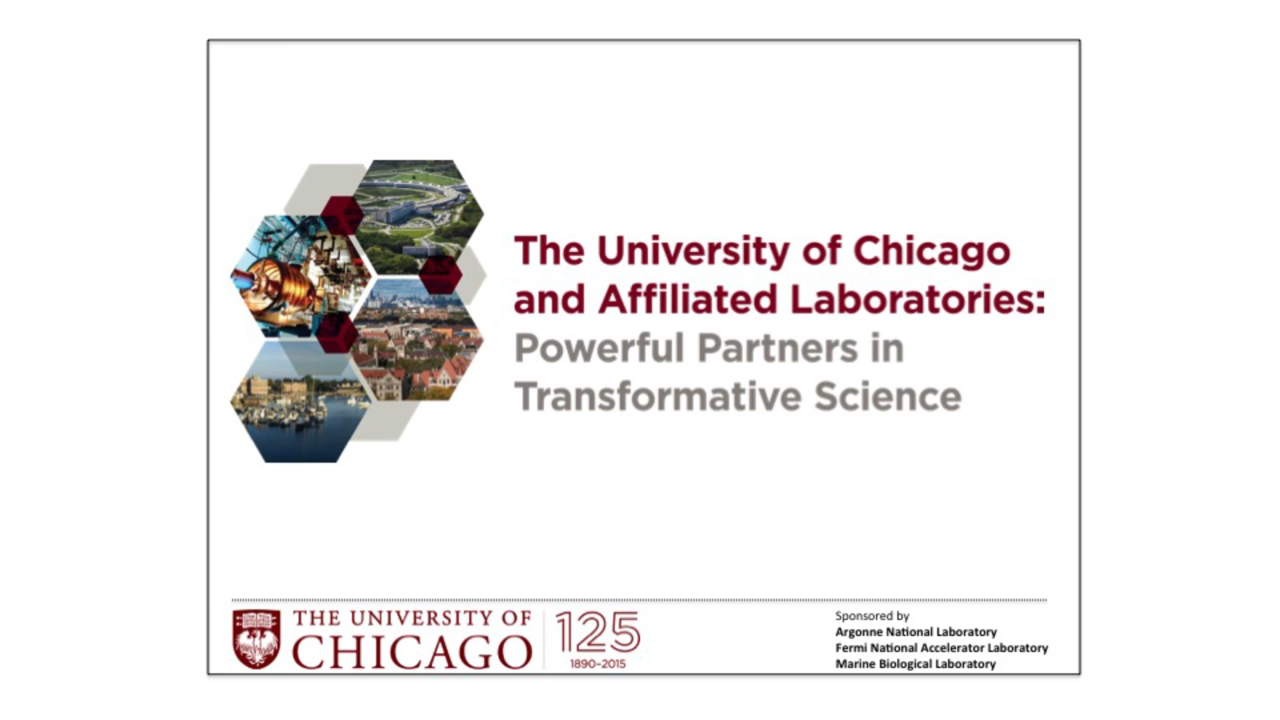 The University of Chicago
and Affiliated Laboratories:
Powerful Partners in
Transformative Science
THE UNIVERSITY OF
CHICAGO
125
1890–2015
Sponsored by
Argonne National Laboratory
Fermi National Accelerator Laboratory
Marine Biological Laboratory